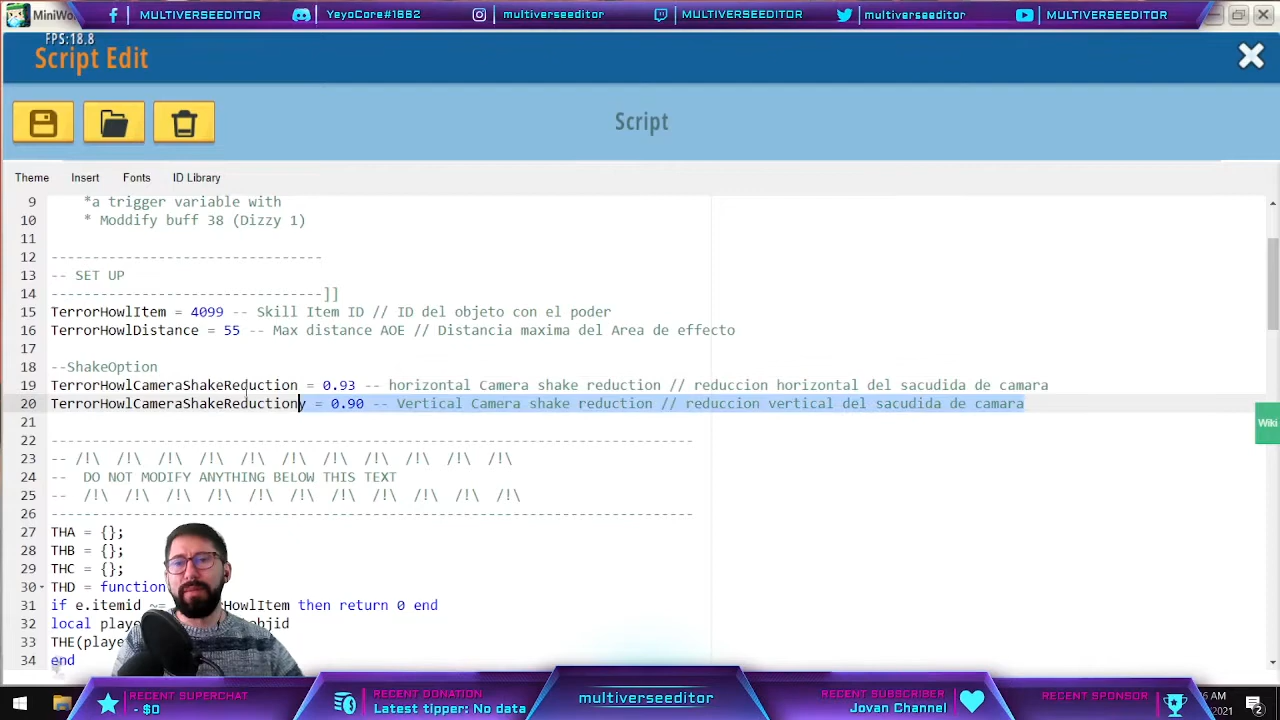 MiniWo
MULTIVERSEEDITOR
YeyoCore#1882
multiverseeditor
MULTIVERSEEDITOR
multiverseeditor
MULTIVERSEEDITOR
FPS:18.8
Script Edit
Script
Theme Insert Fonts ID Library
9 *a trigger variable with
10 * Moddify buff 38 (Dizzy 1)
11
12 ---------------------------------
13 -- SET UP
14 ---------------------------------]]
15 TerrorHowlItem = 4099 -- Skill Item ID // ID del objeto con el poder
16 TerrorHowlDistance = 55 -- Max distance AOE // Distancia maxima del Area de effecto
17
18 --ShakeOption
19 TerrorHowlCameraShakeReduction = 0.93 -- horizontal Camera shake reduction // reduccion horizontal del sacudida de camara
20 TerrorHowlCameraShakeReductiony = 0.90 -- Vertical Camera shake reduction // reduccion vertical del sacudida de camara
21
22 ------------------------------------------------------------------------------
23 -- /!\ /!\ /!\ /!\ /!\ /!\ /!\ /!\ /!\ /!\ /!\
24 -- DO NOT MODIFY ANYTHING BELOW THIS TEXT
25 -- /!\ /!\ /!\ /!\ /!\ /!\ /!\ /!\ /!\ /!\ /!\
26 ------------------------------------------------------------------------------
27 THA = {};
28 THB = {};
29 THC = {};
30 THD = function
31 if e.itemid ~= HowlItem then return 0 end
32 local play objid
33 THE(playe
34 end
Wiki
RECENT SUPERCHAT
- $0
RECENT DONATION
Latest tipper: No data
multiverseeditor
RECENT SUBSCRIBER
Jovan Channel
RECENT SPONSOR
AM
2021
2